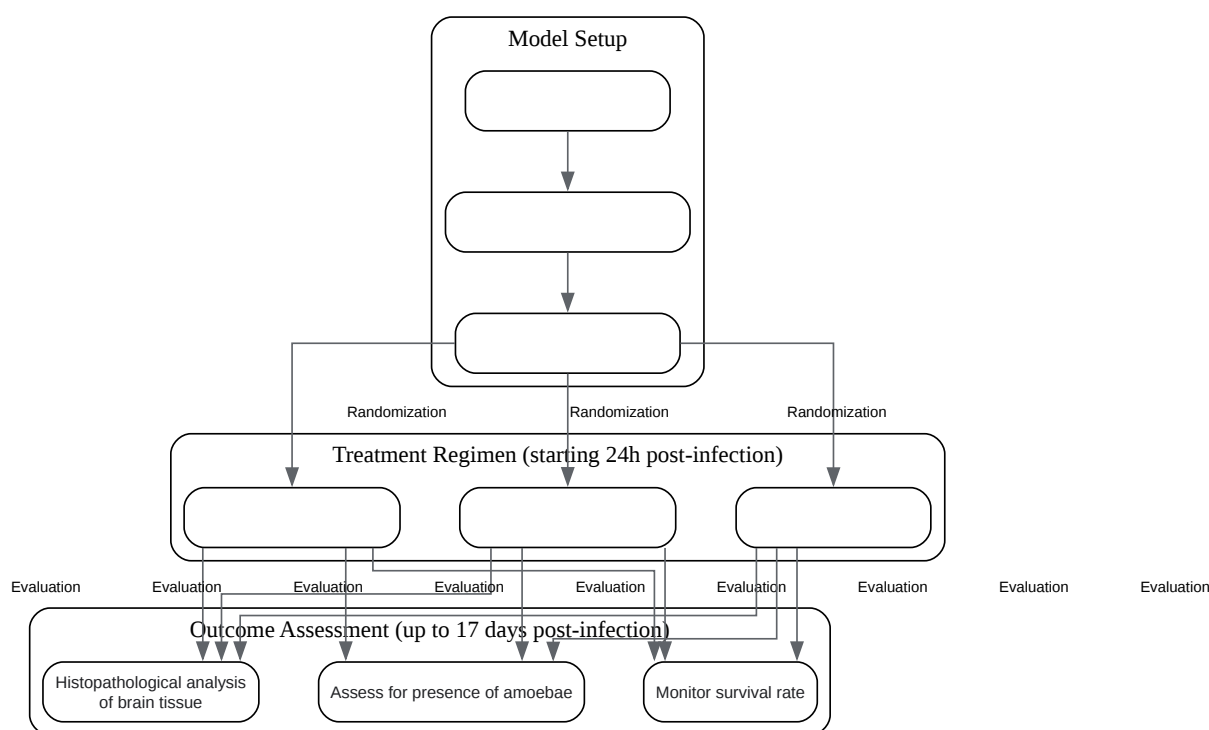 Model Setup
Randomization Randomization Randomization
Treatment Regimen (starting 24h post-infection)
Evaluation Evaluation Evaluation Evaluation Evaluation Evaluation Evaluation Evaluation Evaluation
Outcome Assessment (up to 17 days post-infection)
Histopathological analysis
of brain tissue
Assess for presence of amoebae
Monitor survival rate